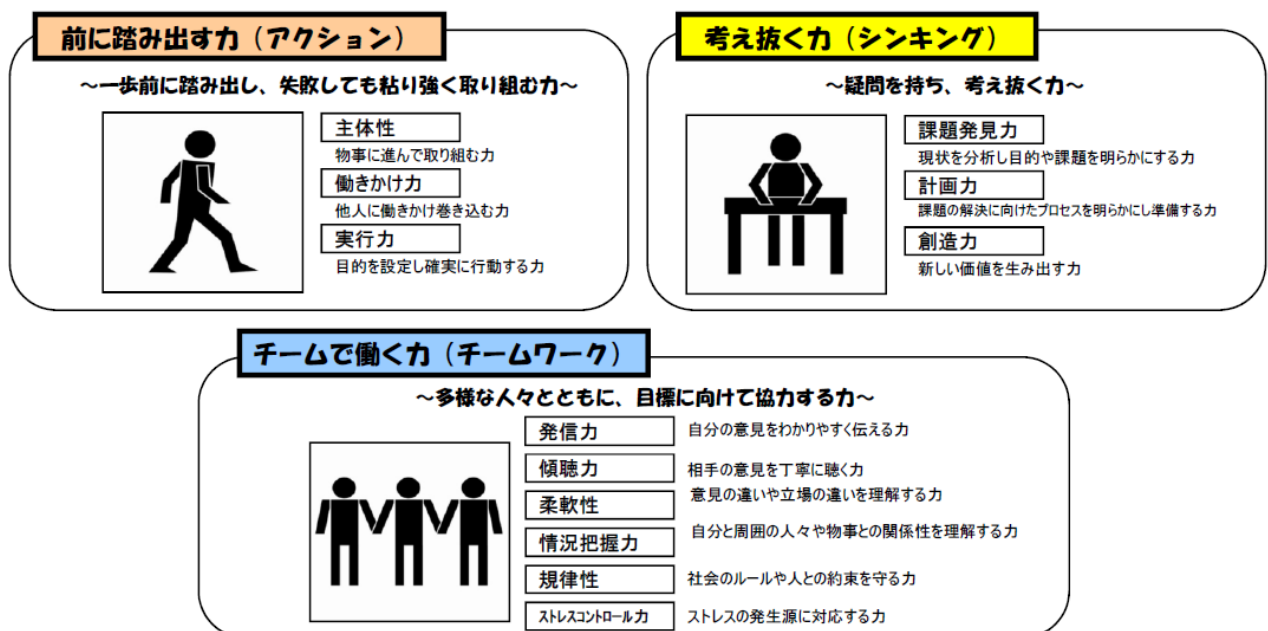 前に踏み出す力（アクション）
～一歩前に踏み出し、失敗しても粘り強く取り組む力～
主体性
物事に進んで取り組む力
働きかけ力
他人に働きかけ巻き込む力
実行力
目的を設定し確実に行動する力
考え抜く力（シンキング）
～疑問を持ち、考え抜く力～
課題発見力
現状を分析し目的や課題を明らかにする力
計画力
課題の解決に向けたプロセスを明らかにし準備する力
創造力
新しい価値を生み出す力
チームで働く力（チームワーク）
～多様な人々とともに、目標に向けて協力する力～
発信力 自分の意見をわかりやすく伝える力
傾聴力 相手の意見を丁寧に聴く力
柔軟性 意見の違いや立場の違いを理解する力
情況把握力 自分と周囲の人々や物事との関係性を理解する力
規律性 社会のルールや人との約束を守る力
ストレスコントロール力 ストレスの発生源に対応する力